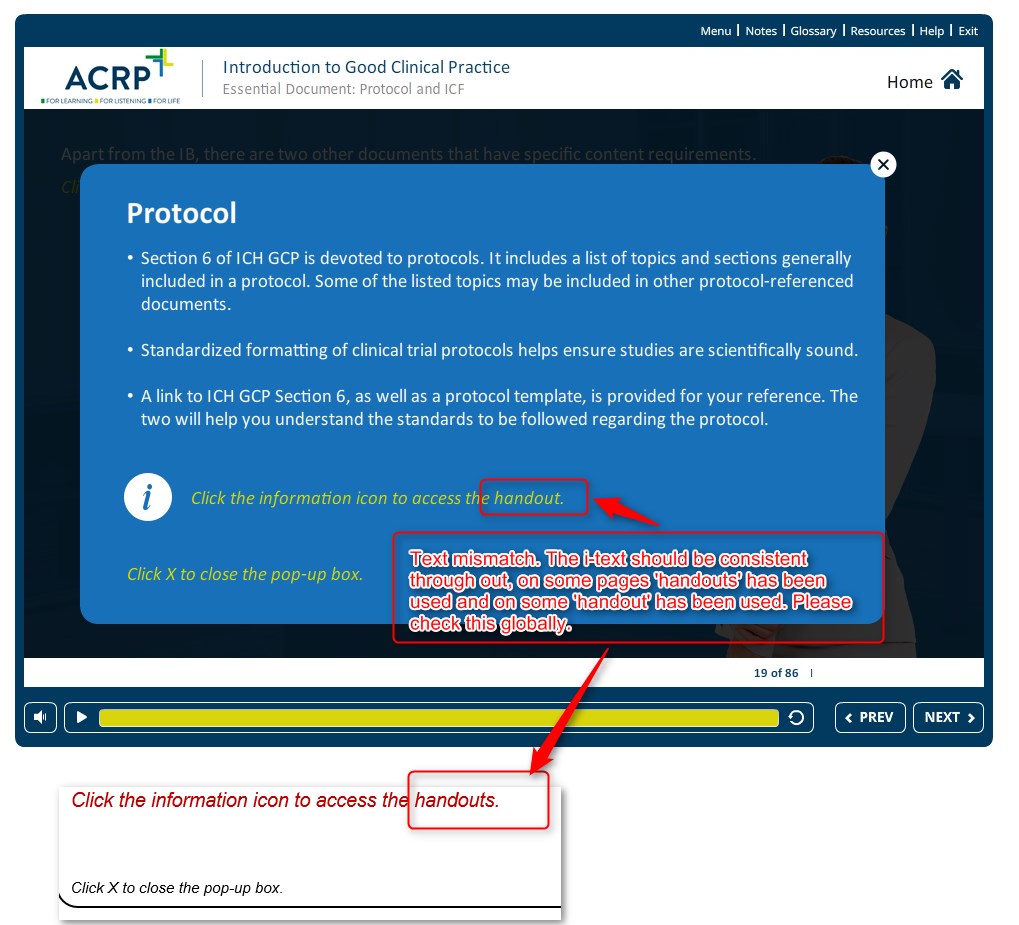 Menu | Notes | Glossary | Resources | Help | Exit
ACRP
FOR LEARNING FOR LISTENING FOR LIFE
Introduction to Good Clinical Practice
Essential Document: Protocol and ICF
Home
Apart from the IB, there are two other documents that have specific content requirements.
Protocol
• Section 6 of ICH GCP is devoted to protocols. It includes a list of topics and sections generally
included in a protocol. Some of the listed topics may be included in other protocol-referenced
documents.
• Standardized formatting of clinical trial protocols helps ensure studies are scientifically sound.
• A link to ICH GCP Section 6, as well as a protocol template, is provided for your reference. The
two will help you understand the standards to be followed regarding the protocol.
i Click the information icon to access the handout.
Click X to close the pop-up box.
Text mismatch. The i-text should be consistent
through out, on some pages 'handouts' has been
used and on some 'handout' has been used. Please
check this globally.
19 of 86 |
PREV
NEXT
Click the information icon to access the handouts.
Click X to close the pop-up box.